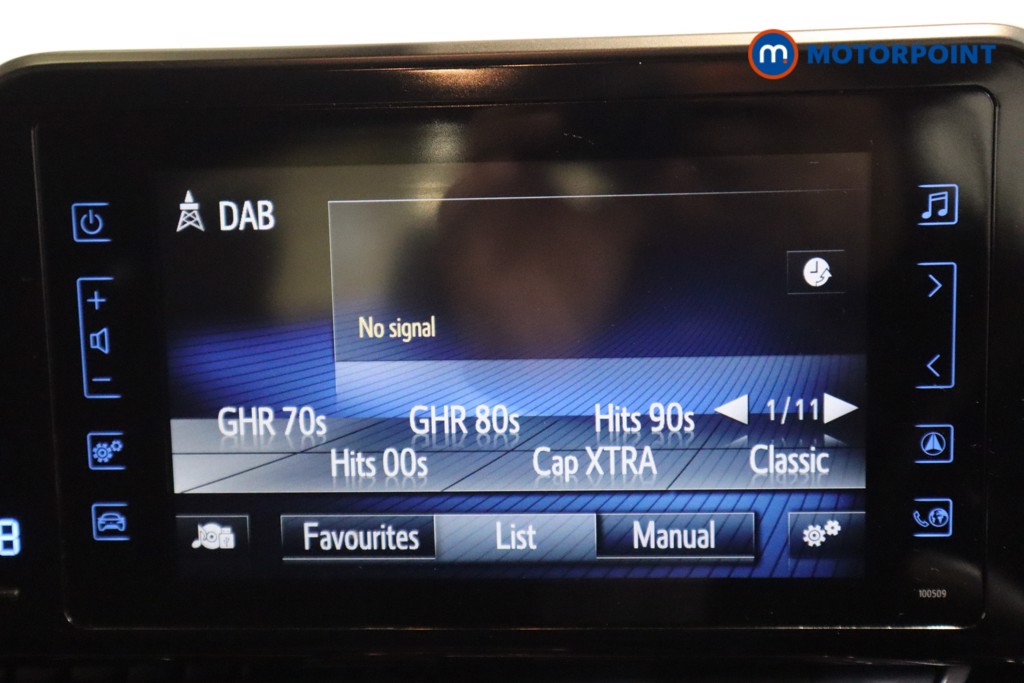 m MOTORPOINT
DAB
No signal
GHR 70s GHR 80s Hits 90s 1/11
Hits 00s Cap XTRA Classic
Favourites List Manual
8
100509